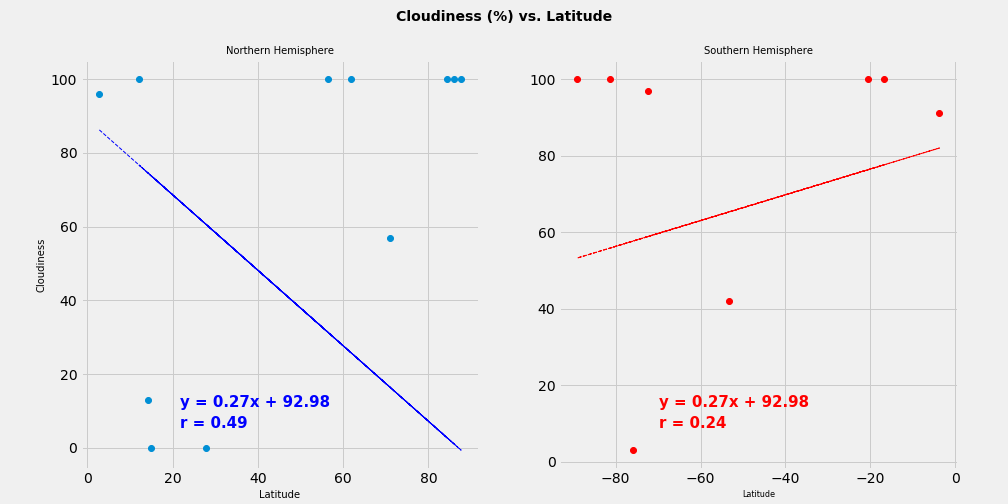 Cloudiness (%) vs. Latitude
Northern Hemisphere
Southern Hemisphere
100
80
60
40
20
0
Cloudiness
y = 0.27x + 92.98
r = 0.49
0 20 40 60 80
Latitude
100
80
60
40
20
0
y = 0.27x + 92.98
r = 0.24
−80 −60 −40 −20 0
Latitude